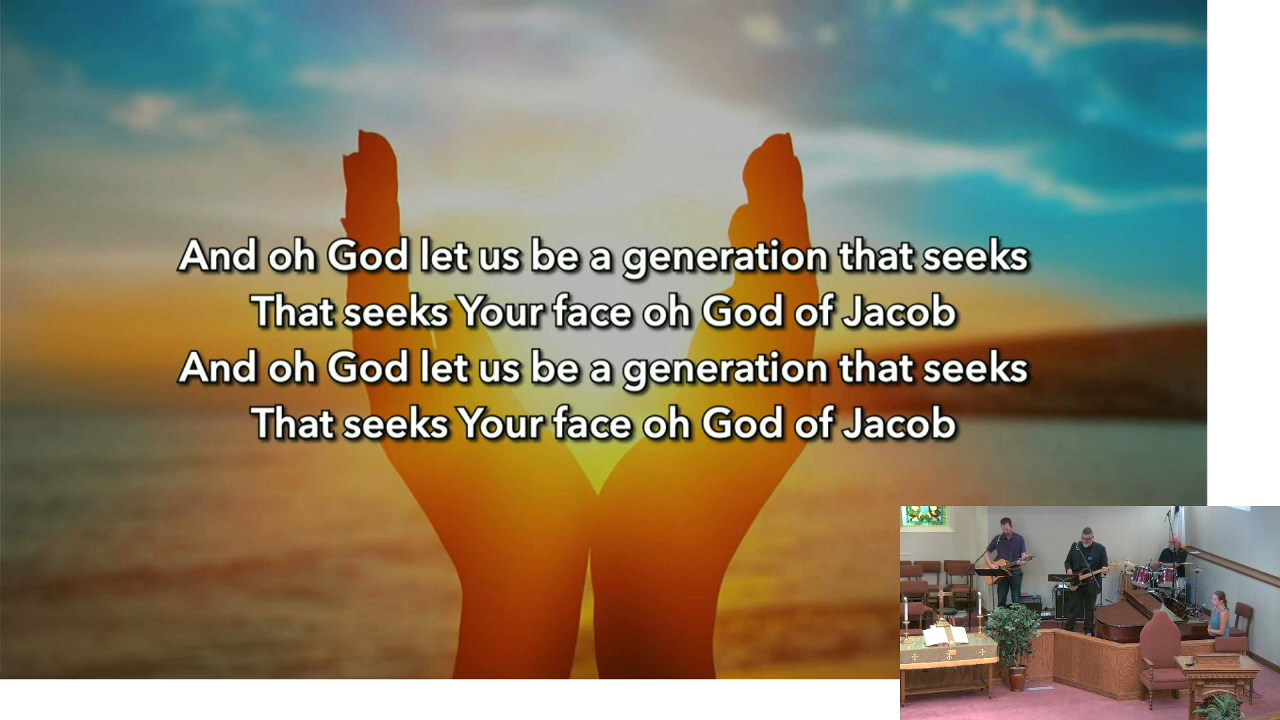 And oh God let us be a generation that seeks
That seeks Your face oh God of Jacob
And oh God let us be a generation that seeks
That seeks Your face oh God of Jacob